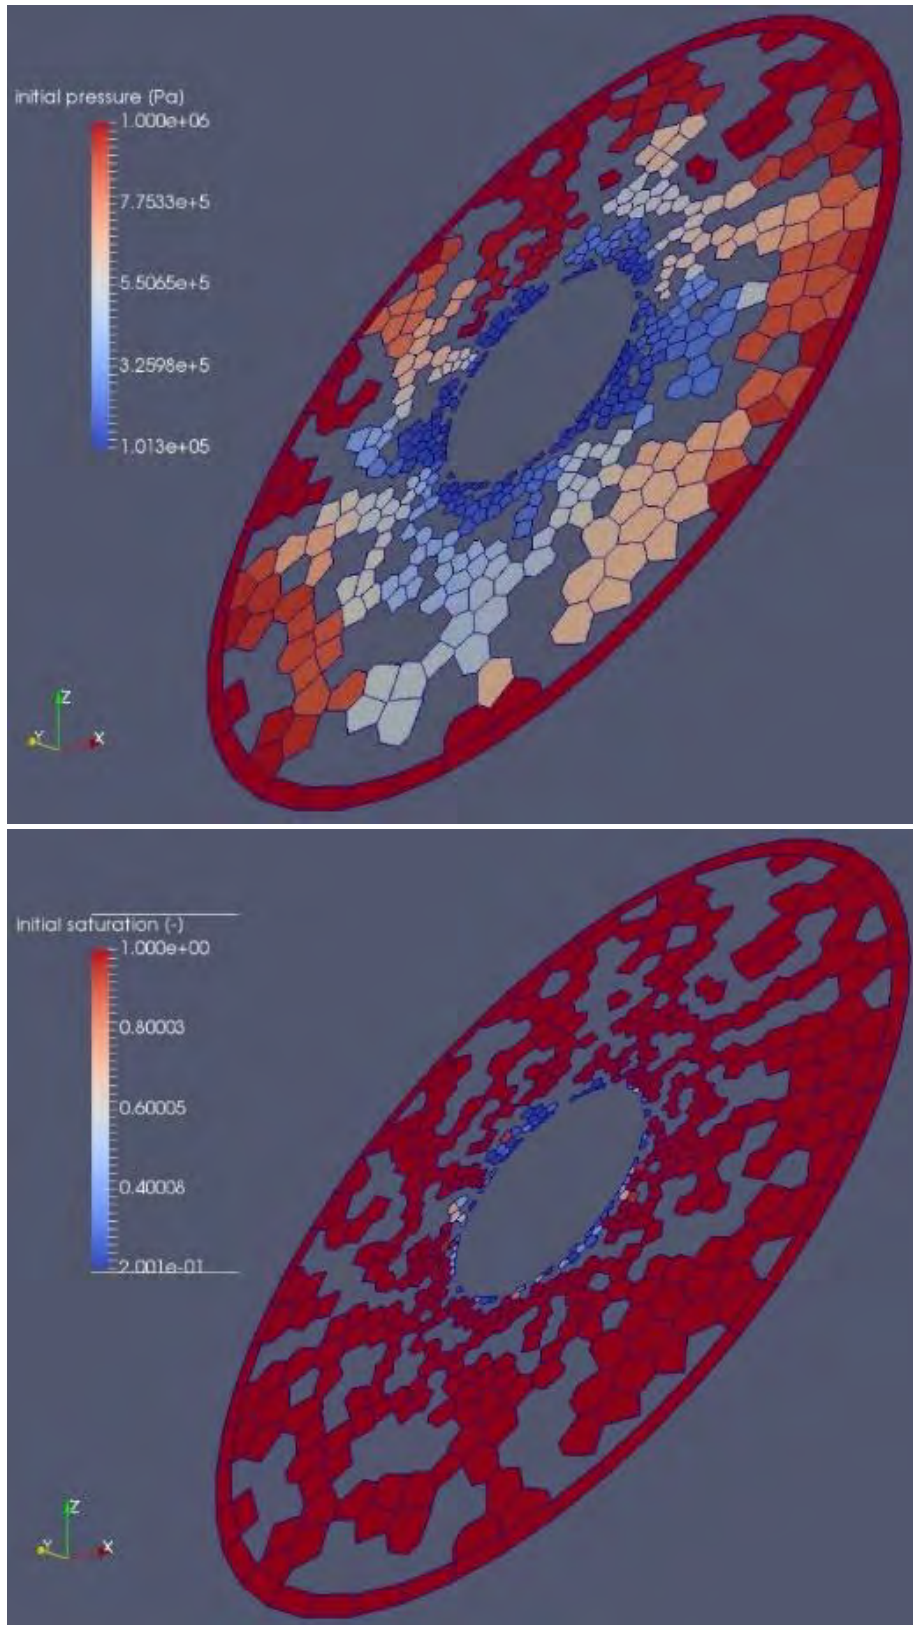 initial pressure (Pa)
1.000e+06
7.7533e+5
5.5065e+5
3.2598e+5
1.013e+05
Z
Y
X
initial saturation (-)
1.000e+00
0.80003
0.60005
0.40008
2.001e-01
Z
Y
X